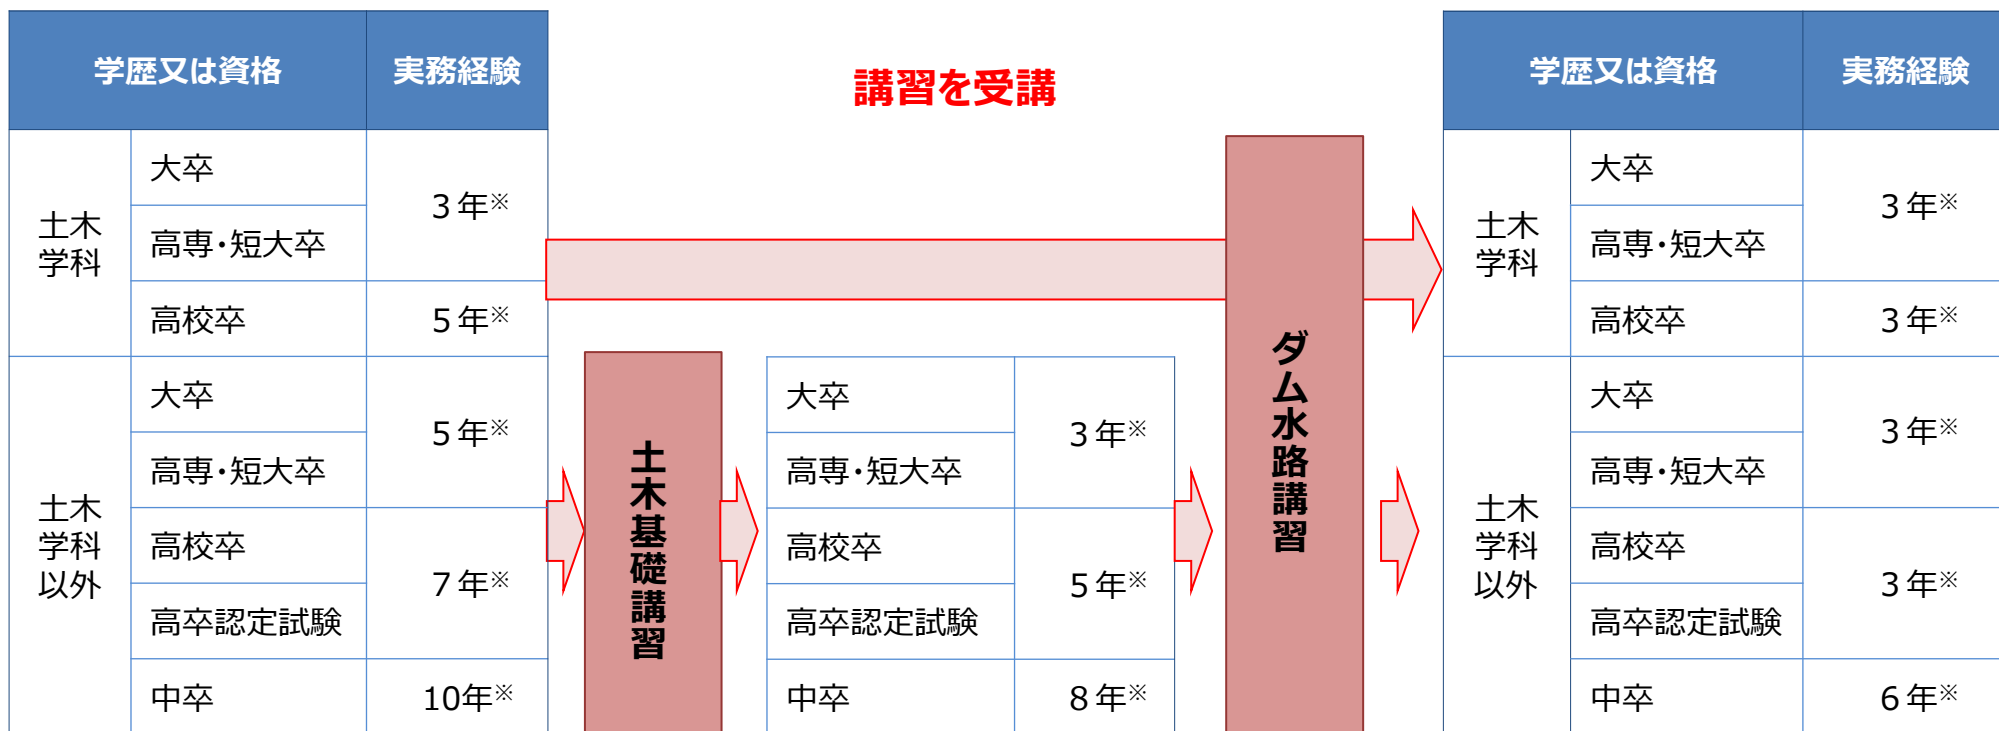 学歴又は資格 実務経験
土木
学科
大卒
3年※
高専・短大卒
高校卒 5年※
土木
学科
以外
大卒
5年※
高専・短大卒
高校卒
7年※
高卒認定試験
中卒 10年※
講習を受講
土木基礎講習
大卒
3年※
高専・短大卒
高校卒
5年※
高卒認定試験
中卒 8年※
ダム水路講習
学歴又は資格 実務経験
土木
学科
大卒
3年※
高専・短大卒
高校卒 3年※
土木
学科
以外
大卒
3年※
高専・短大卒
高校卒
3年※
高卒認定試験
中卒 6年※